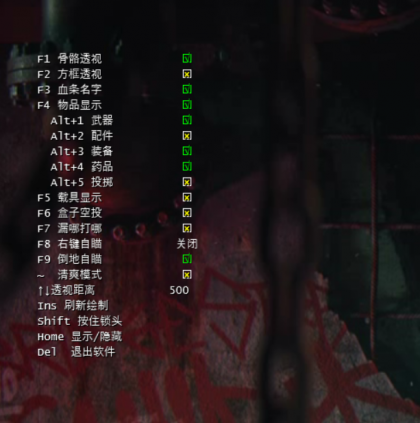 F1 骨骼透视
F2 方框透视
F3 血条名字
F4 物品显示
Alt+1 武器
Alt+2 配件
Alt+3 装备
Alt+4 药品
Alt+5 投掷
F5 载具显示
F6 盒子空投
F7 漏哪打哪
F8 右键自瞄 关闭
F9 倒地自瞄
~ 清爽模式
↑↓透视距离 500
Ins 刷新绘制
Shift 按住锁头
Home 显示/隐藏
Del 退出软件